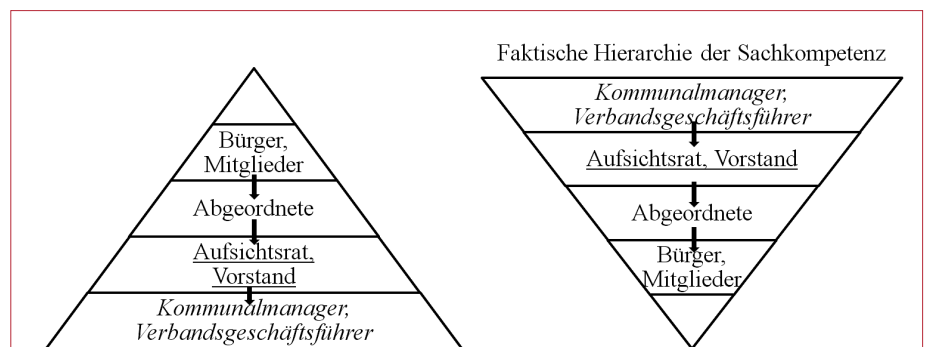 Faktische Hierarchie der Sachkompetenz
Bürger,
Mitglieder
Abgeordnete
Aufsichtsrat,
Vorstand
Kommunalmanager,
Verbandsgeschäftsführer
Kommunalmanager,
Verbandsgeschäftsführer
Aufsichtsrat, Vorstand
Abgeordnete
Bürger,
Mitglieder